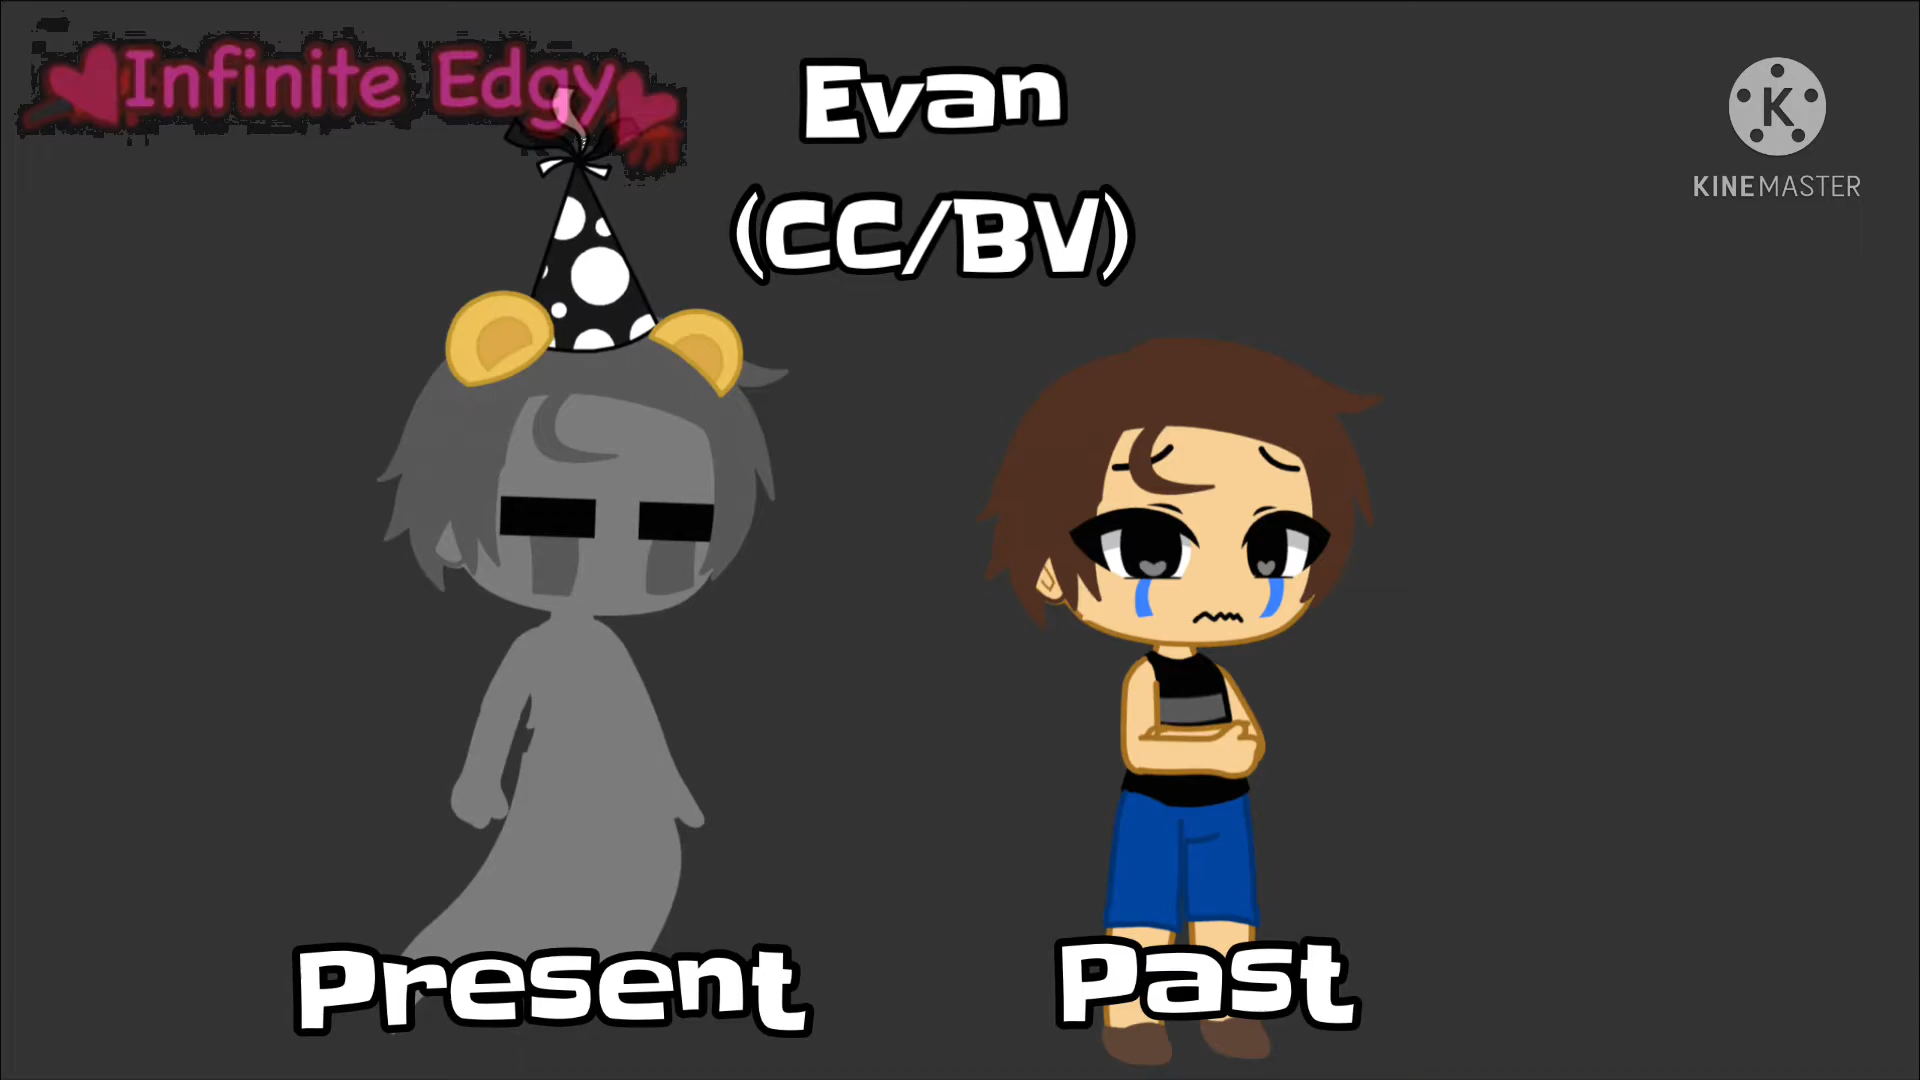 Infinite Edgy
Evan
(CC/BV)
K
KINEMASTER
Present
Past